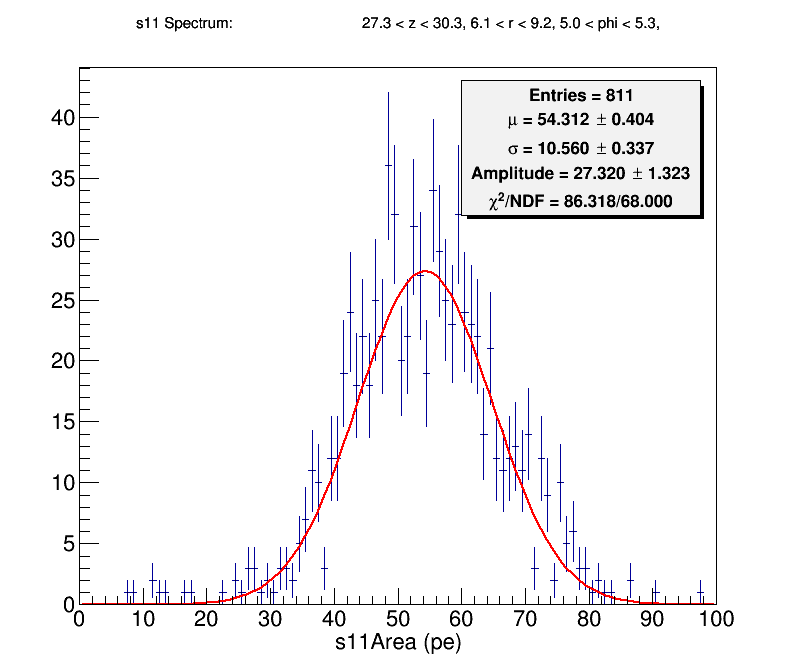 s11 Spectrum: 27.3 < z < 30.3, 6.1 < r < 9.2, 5.0 < phi < 5.3,
Entries = 811
μ = 54.312 ± 0.404
σ = 10.560 ± 0.337
Amplitude = 27.320 ± 1.323
χ²/NDF = 86.318/68.000
40
35
30
25
20
15
10
5
0
0 10 20 30 40 50 60 70 80 90 100
s11Area (pe)